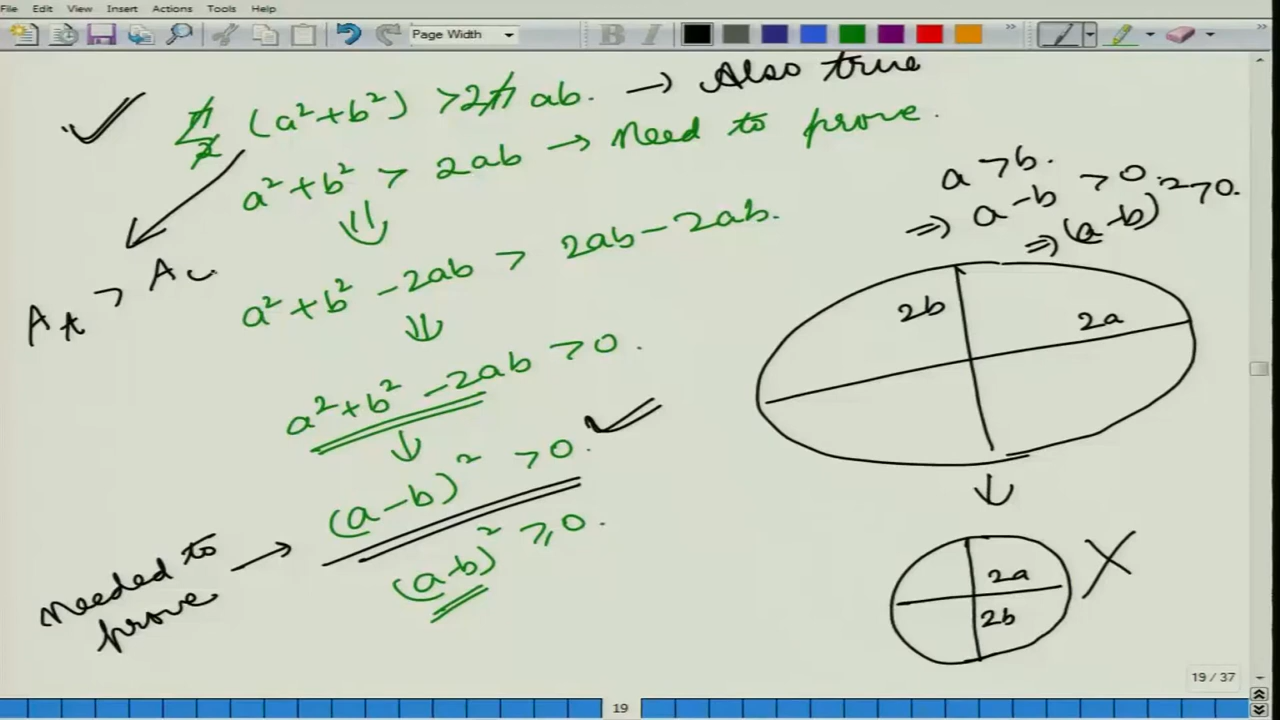 File Edit View Insert Actions Tools Help
Page Width
π/2 (a² + b²) > 2π ab. → Also true
a² + b² > 2ab → Need to prove.
⇓
a² + b² - 2ab > 2ab - 2ab.
⇓
a² + b² - 2ab > 0.
↓
(a - b)² > 0.
(a - b)² ≥ 0.
Needed to prove →
a > b.
⇒ a - b > 0.
⇒ (a - b)² > 0.
2b
2a
↓
2a
2b
19 / 37
19